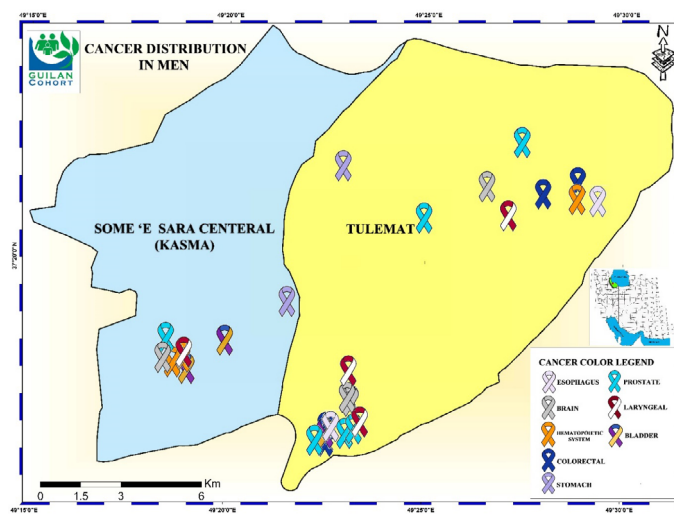 49°15'0"E
49°20'0"E
49°25'0"E
49°30'0"E
GUILAN
COHORT
CANCER DISTRIBUTION
IN MEN
N
SOME 'E SARA CENTERAL
(KASMA)
TULEMAT
37°20'0"N
CANCER COLOR LEGEND
ESOPHAGUS
PROSTATE
BRAIN
LARYNGEAL
HEMATOPOIETIC
SYSTEM
BLADDER
COLORECTAL
STOMACH
Km
0 1.5 3 6
49°15'0"E
49°20'0"E
49°25'0"E
49°30'0"E